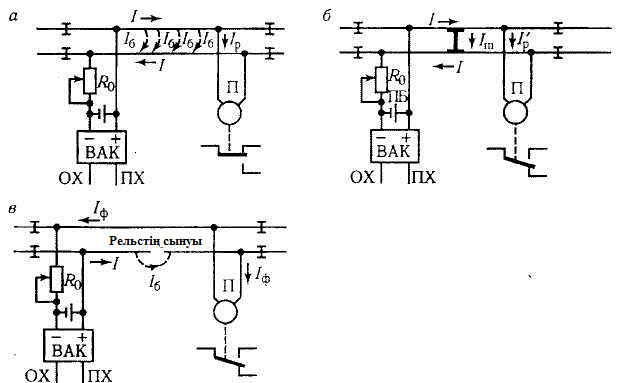 а
I
Iб
Iб
Iб
Iб
Iр
I
R0
П
− +
ВАК
ОХ
ПХ
б
I
Iш
I′р
I
R0
ПБ
П
− +
ВАК
ОХ
ПХ
в
Iф
Рельстің сынуы
I
Iб
Iф
R0
П
− +
ВАК
ОХ
ПХ